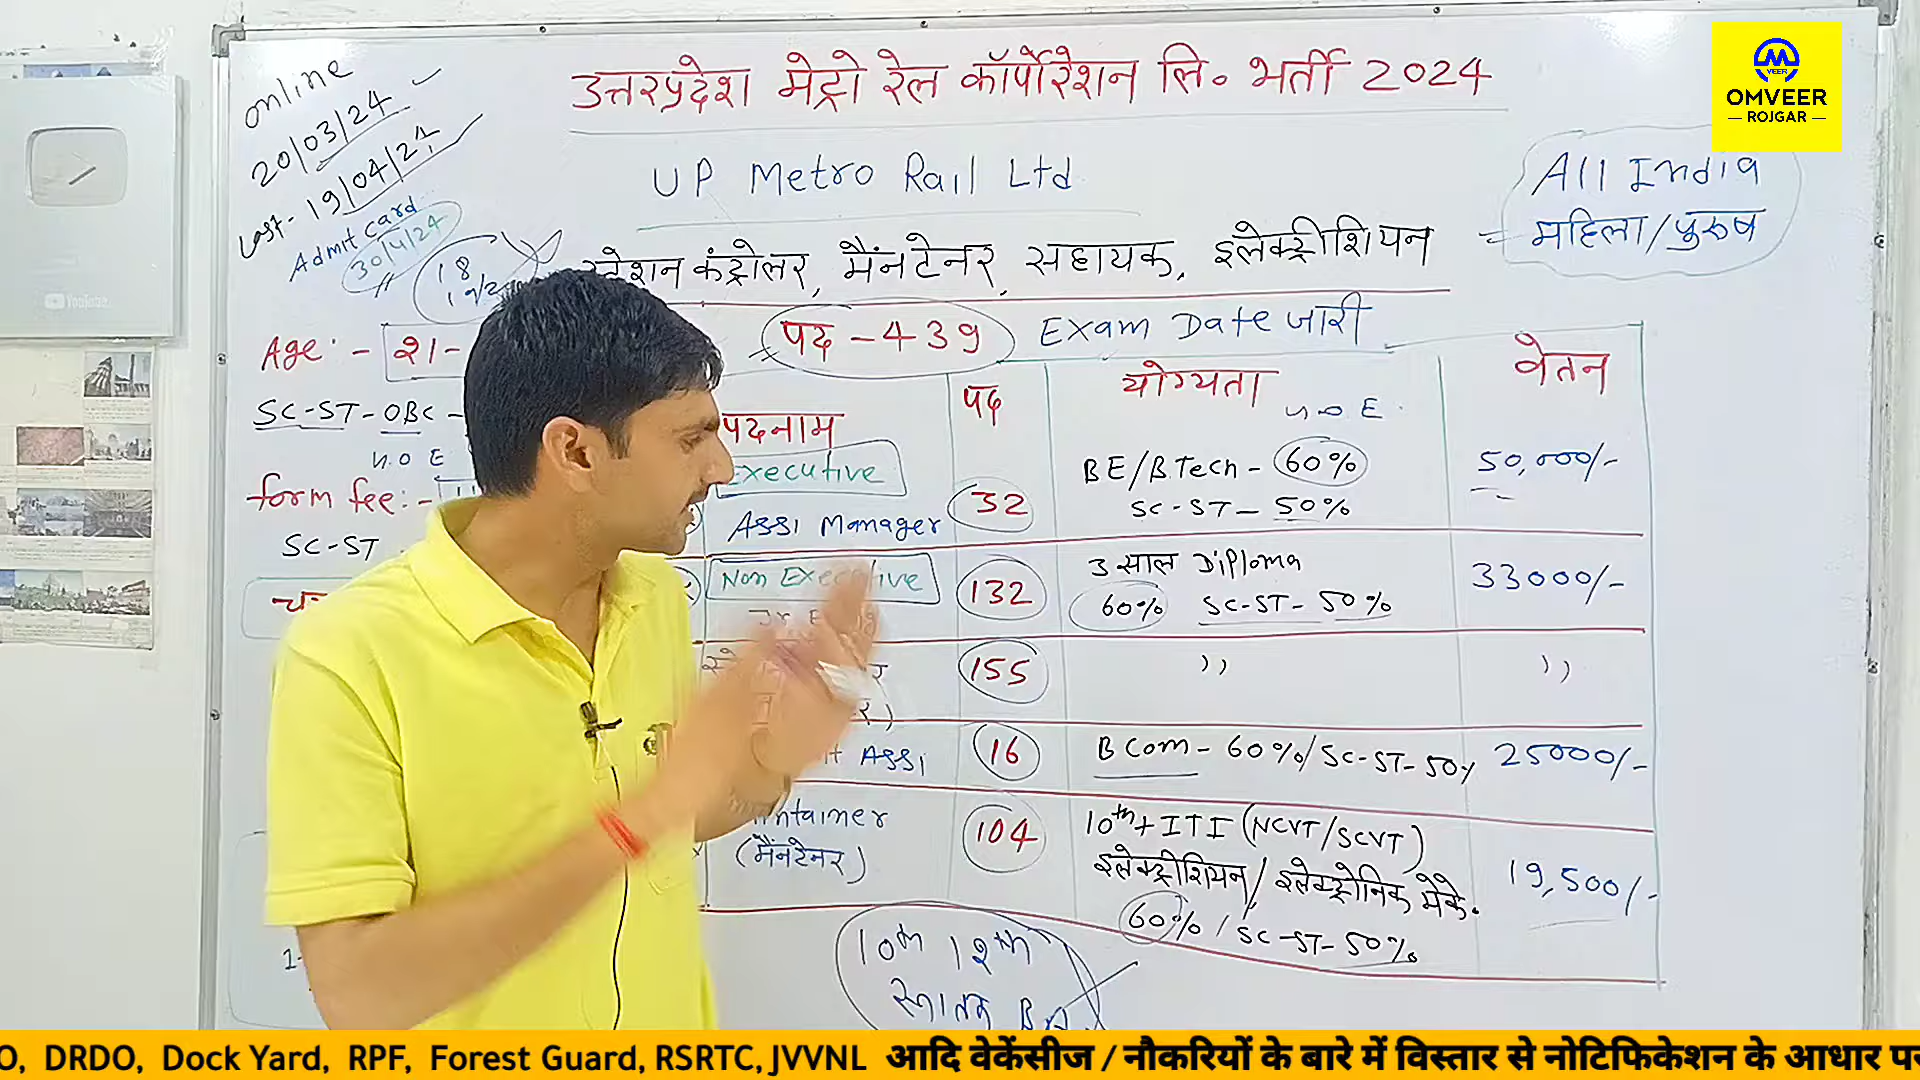 उत्तरप्रदेश मेट्रो रेल कॉर्पोरेशन लि॰ भर्ती 2024
OMVEER
ROJGAR
online
20/03/24
Last - 19/04/24
Admit card
30/4/24
18
UP Metro Rail Ltd
All India
महिला/पुरुष
कंट्रोलर, मैंनटेनर, सहायक, इलेक्ट्रीशियन
Age: - 21-
पद - 439
Exam Date जारी
SC-ST-OBC -
पदनाम
पद
योग्यता
वेतन
form fee: -
SC-ST
Executive
Assi Manager
32
BE/BTech - 60%
SC-ST - 50%
50,000/-
Non Executive
132
3 साल Diploma
60% SC-ST - 50%
33000/-
155
,,
,,
Assi
16
B Com - 60%/SC-ST-50%
25000/-
(मैंनटेनर)
104
10th + ITI (NCVT/SCVT)
इलेक्ट्रीशियन/इलेक्ट्रोनिक मेके॰
60% / SC-ST-50%
19,500/-
10th 12th
स्नातक
YouTube
O, DRDO, Dock Yard, RPF, Forest Guard, RSRTC, JVVNL आदि वेकेंसीज / नौकरियों के बारे में विस्तार से नोटिफिकेशन के आधार पर